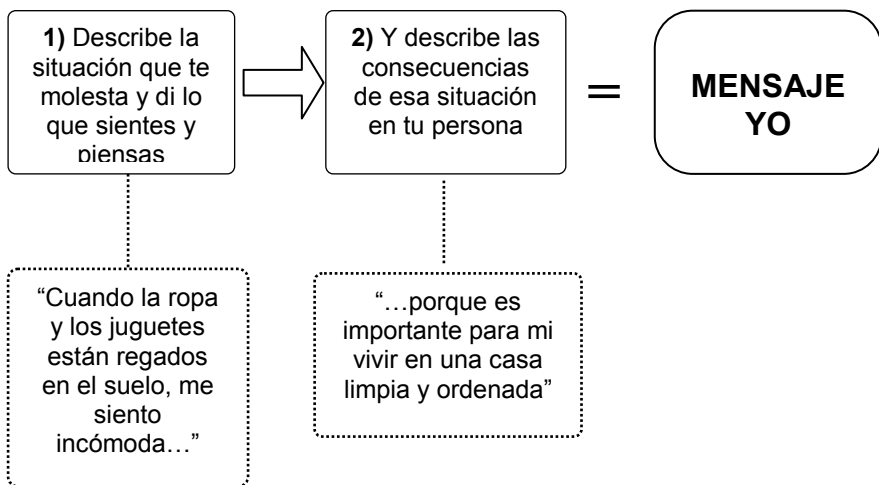 1) Describe la
situación que te
molesta y di lo
que sientes y
piensas
2) Y describe las
consecuencias
de esa situación
en tu persona
=
MENSAJE
YO
“Cuando la ropa
y los juguetes
están regados
en el suelo, me
siento
incómoda…”
“…porque es
importante para mi
vivir en una casa
limpia y ordenada”